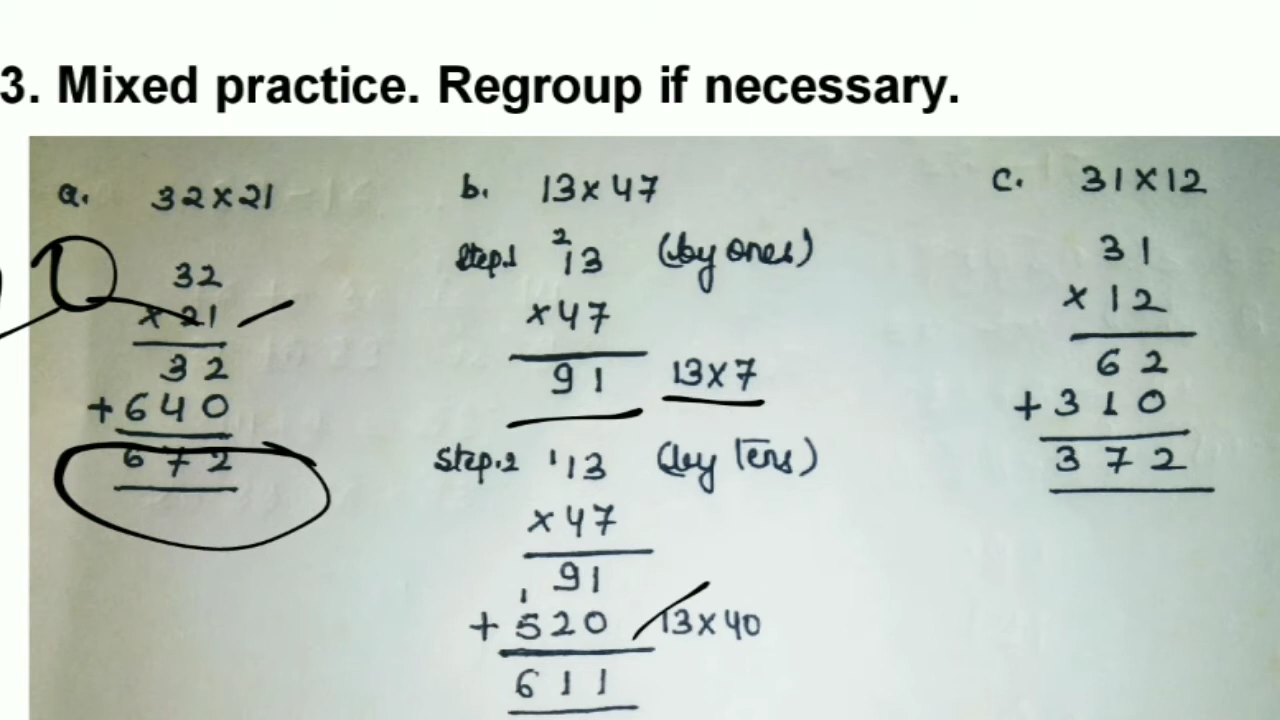 3. Mixed practice. Regroup if necessary.
a. 32 x 21
32
x 21
32
+ 640
672
b. 13 x 47
Step.1 2 13 (by ones)
x 47
91 13 x 7
Step.2 1 13 (by Tens)
x 47
91
1
+ 520 13 x 40
611
c. 31 x 12
31
x 12
62
+ 310
372